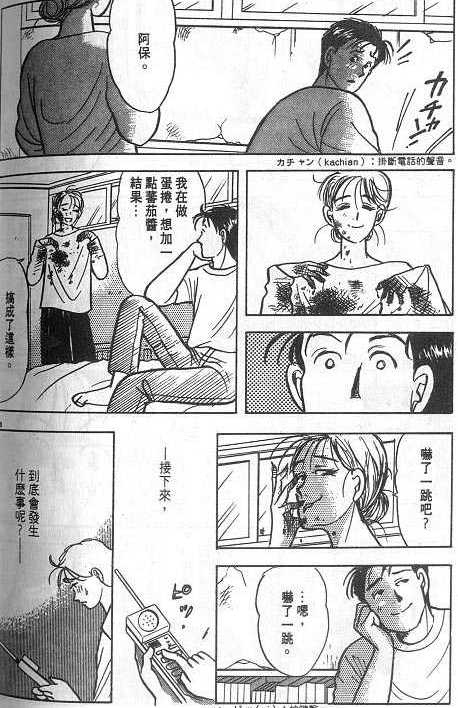 カチャン
阿保。
カチャン（kachian）：掛斷電話的聲音。
我在做
蛋捲，想加一
點蕃茄醬，
結果…
搞成了這樣。
嚇了一跳吧？
…嗯，
嚇了一跳。
—接下來，
ピッ
到底會發生
什麼事呢？—